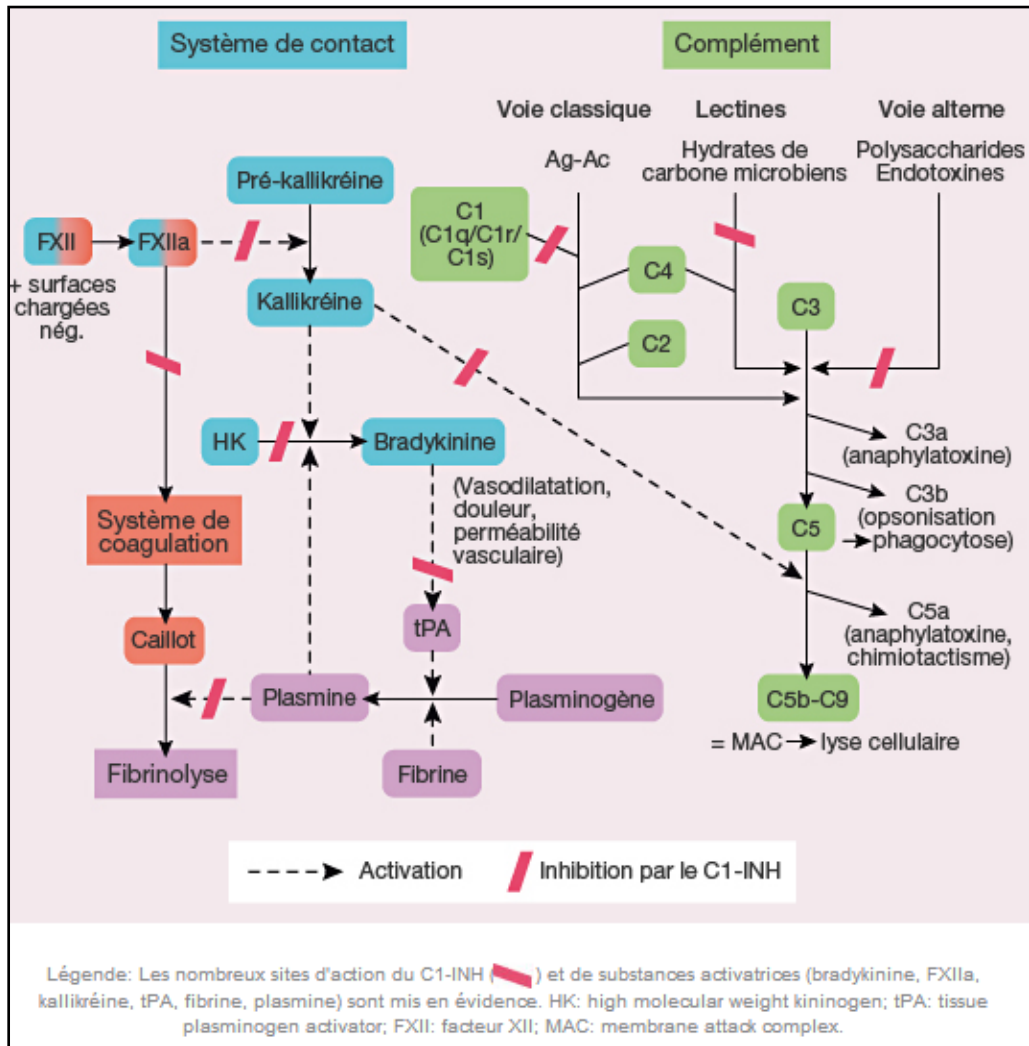 Système de contact
Complément
Voie classique
Lectines
Voie alterne
Ag-Ac
Hydrates de
carbone microbiens
Polysaccharides
Endotoxines
Pré-kallikréine
FXII
FXIIa
+ surfaces
chargées
nég.
Kallikréine
C1
(C1q/C1r/
C1s)
C4
C2
C3
HK
Bradykinine
(Vasodilatation,
douleur,
perméabilité
vasculaire)
C3a
(anaphylatoxine)
C3b
(opsonisation
→phagocytose)
C5
Système de
coagulation
Caillot
tPA
C5a
(anaphylatoxine,
chimiotactisme)
Plasmine
Plasminogène
C5b-C9
= MAC → lyse cellulaire
Fibrinolyse
Fibrine
Activation
Inhibition par le C1-INH
Légende: Les nombreux sites d'action du C1-INH ( ) et de substances activatrices (bradykinine, FXIIa,
kallikréine, tPA, fibrine, plasmine) sont mis en évidence. HK: high molecular weight kininogen; tPA: tissue
plasminogen activator; FXII: facteur XII; MAC: membrane attack complex.